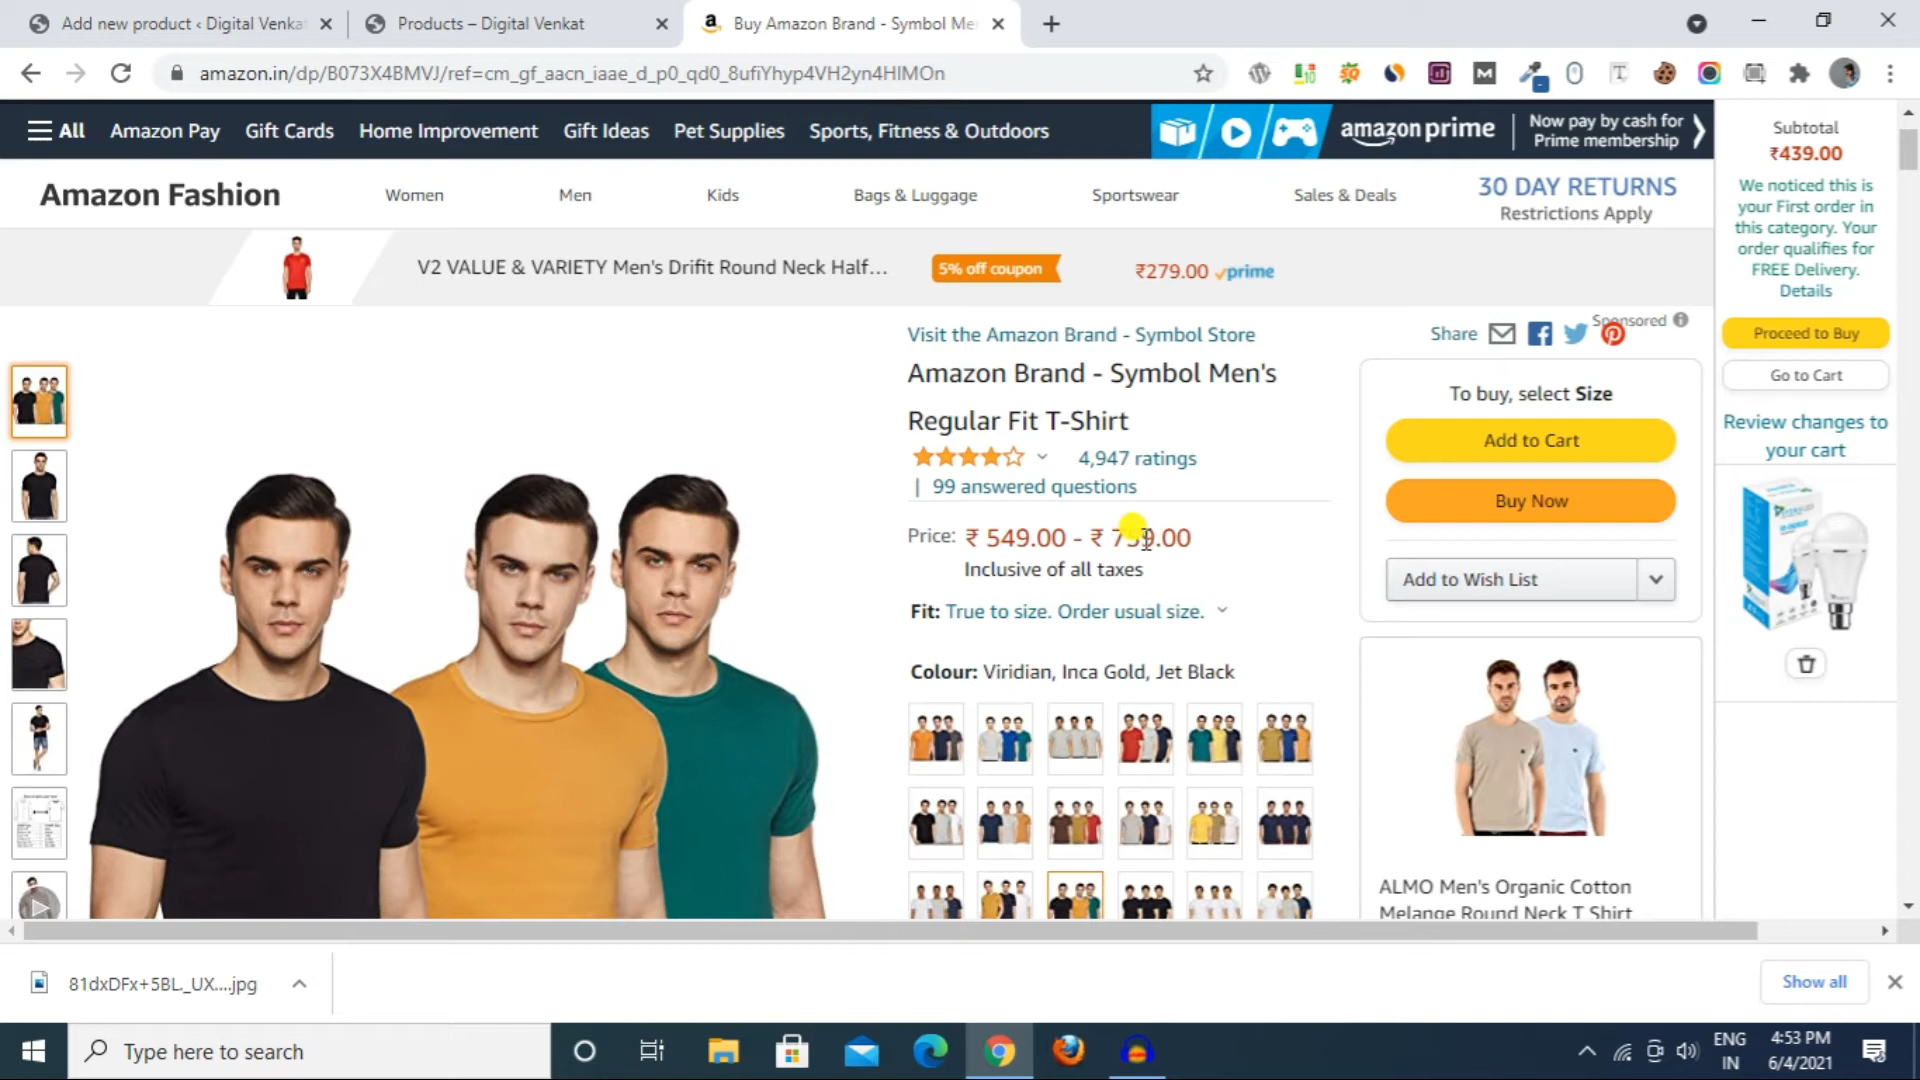 Add new product ‹ Digital Venka
Products – Digital Venkat
Buy Amazon Brand - Symbol Me
amazon.in/dp/B073X4BMVJ/ref=cm_gf_aacn_iaae_d_p0_qd0_8ufiYhyp4VH2yn4HIMOn
All
Amazon Pay
Gift Cards
Home Improvement
Gift Ideas
Pet Supplies
Sports, Fitness & Outdoors
amazon prime
Now pay by cash for
Prime membership
Subtotal
₹439.00
We noticed this is
your First order in
this category. Your
order qualifies for
FREE Delivery.
Details
Proceed to Buy
Go to Cart
Review changes to
your cart
Amazon Fashion
Women
Men
Kids
Bags & Luggage
Sportswear
Sales & Deals
30 DAY RETURNS
Restrictions Apply
V2 VALUE & VARIETY Men's Drifit Round Neck Half...
5% off coupon
₹279.00 prime
Sponsored
Visit the Amazon Brand - Symbol Store
Share
Amazon Brand - Symbol Men's
Regular Fit T-Shirt
4,947 ratings
| 99 answered questions
Price: ₹ 549.00 - ₹ 759.00
Inclusive of all taxes
Fit: True to size. Order usual size.
Colour: Viridian, Inca Gold, Jet Black
To buy, select Size
Add to Cart
Buy Now
Add to Wish List
ALMO Men's Organic Cotton
Melange Round Neck T Shirt
81dxDFx+5BL._UX....jpg
Show all
Type here to search
ENG
IN
4:53 PM
6/4/2021